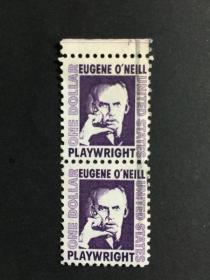 EUGENE O'NEILL
ONE DOLLAR
UNITED STATES
PLAYWRIGHT
EUGENE O'NEILL
ONE DOLLAR
UNITED STATES
PLAYWRIGHT